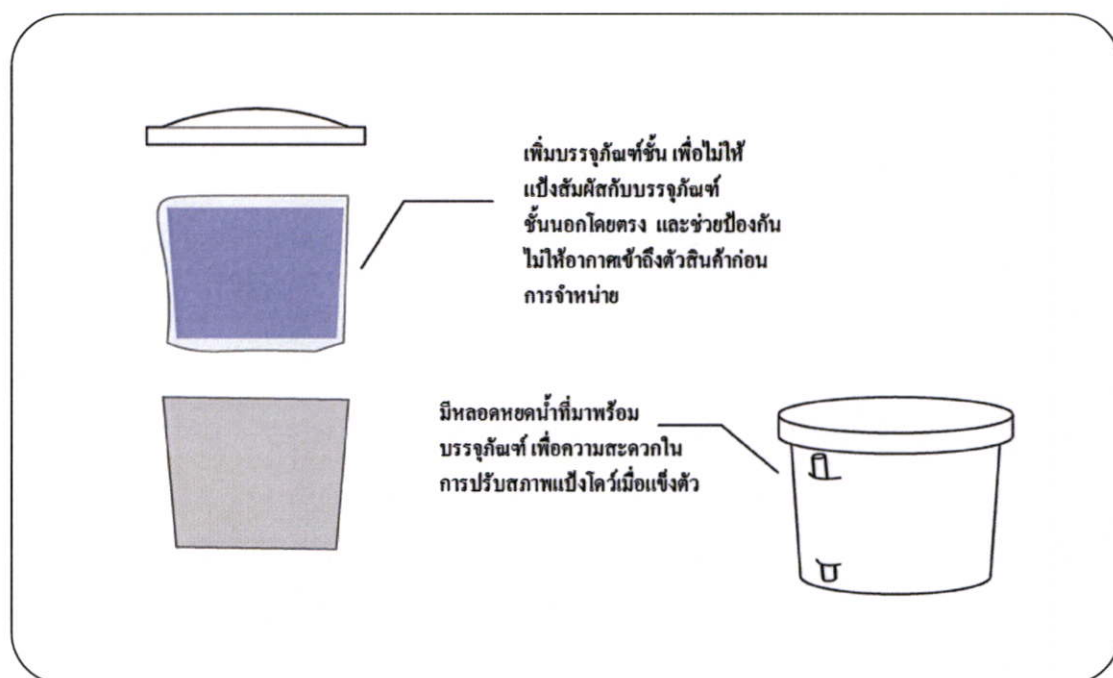 เพิ่มบรรจุภัณฑ์ชั้น เพื่อไม่ให้
แป้งสัมผัสกับบรรจุภัณฑ์
ชั้นนอกโดยตรง และช่วยป้องกัน
ไม่ให้อากาศเข้าถึงตัวสินค้าก่อน
การจำหน่าย
มีหลอดหยดน้ำที่มาพร้อม
บรรจุภัณฑ์ เพื่อความสะดวกใน
การปรับสภาพแป้งโดว์เมื่อแข็งตัว